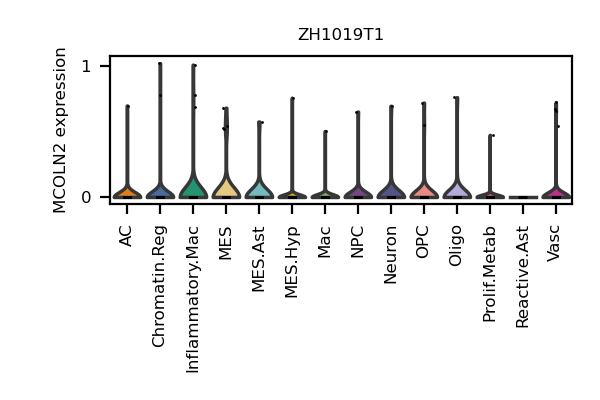 ZH1019T1
MCOLN2 expression
1
0
AC
Chromatin.Reg
Inflammatory.Mac
MES
MES.Ast
MES.Hyp
Mac
NPC
Neuron
OPC
Oligo
Prolif.Metab
Reactive.Ast
Vasc